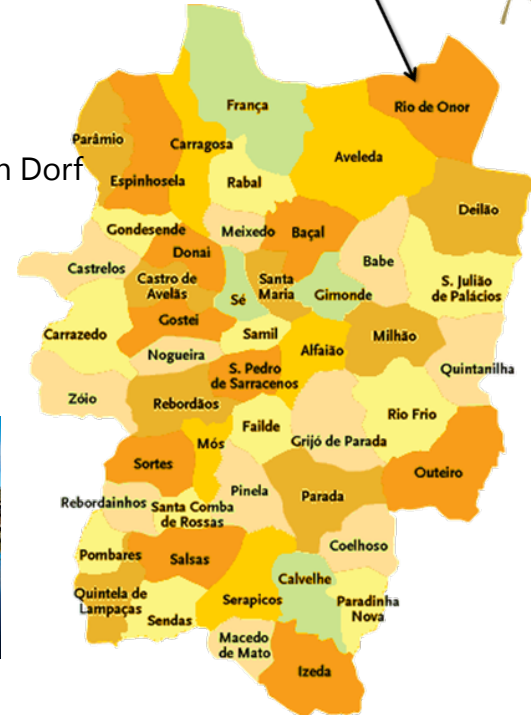 França
Rio de Onor
Parâmio
Carragosa
Aveleda
n Dorf
Espinhosela
Rabal
Deilão
Gondesende
Meixedo
Baçal
Donai
Babe
Castrelos
Castro de
Avelãs
Santa
Maria
Sé
Gimonde
S. Julião
de Palácios
Gostei
Carrazedo
Samil
Milhão
Alfaião
Nogueira
S. Pedro
de Sarracenos
Quintanilha
Zóio
Rebordãos
Rio Frio
Failde
Mós
Grijó de Parada
Sortes
Outeiro
Pinela
Parada
Rebordainhos
Santa Comba
de Rossas
Coelhoso
Pombares
Salsas
Calvelhe
Quintela de
Lampaças
Serapicos
Paradinha
Nova
Sendas
Macedo
de Mato
Izeda